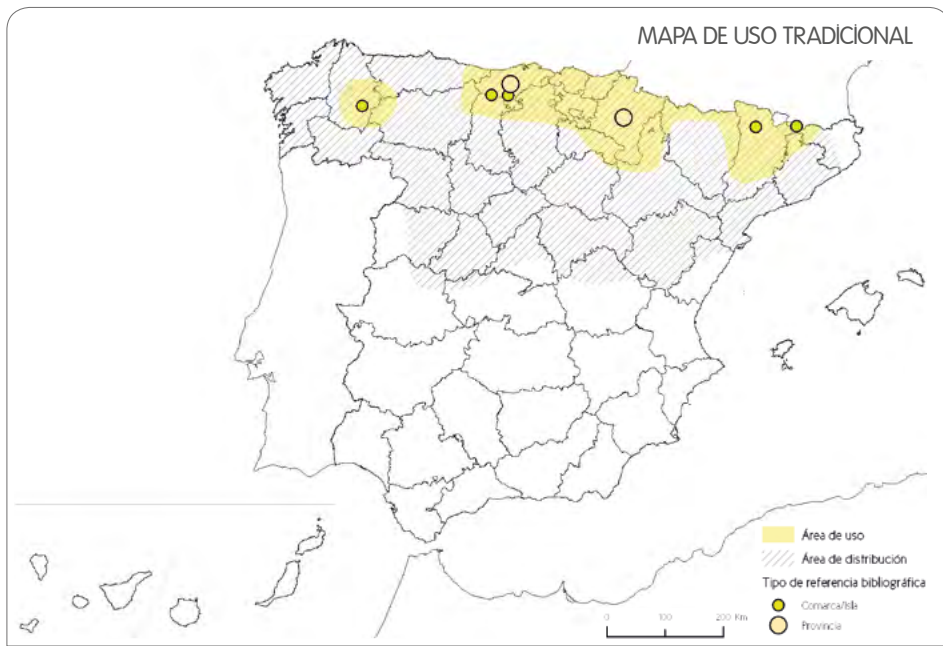 MAPA DE USO TRADICIONAL
Área de uso
Área de distribución
Tipo de referencia bibliográfica
Comarca/Isla
Provincia
0 100 200 Km